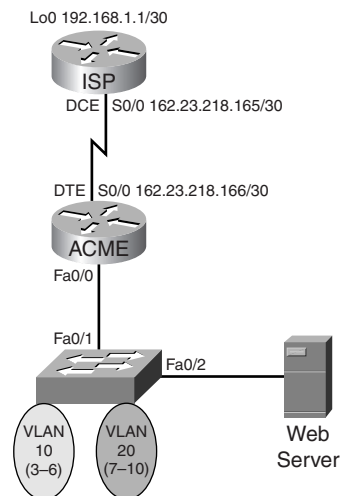 Lo0 192.168.1.1/30
ISP
DCE S0/0 162.23.218.165/30
DTE S0/0 162.23.218.166/30
ACME
Fa0/0
Fa0/1
Fa0/2
VLAN
10
(3–6)
VLAN
20
(7–10)
Web
Server